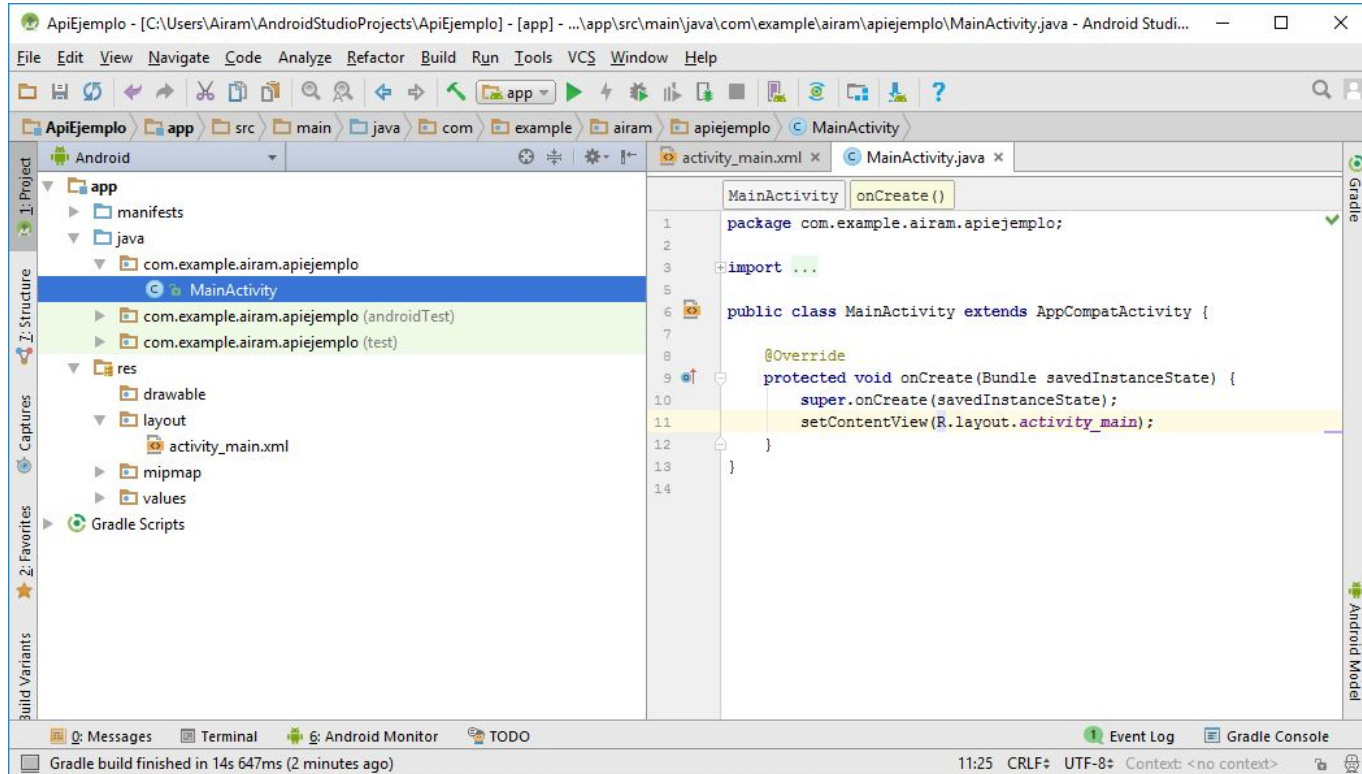 ApiEjemplo - [C:\Users\Airam\AndroidStudioProjects\ApiEjemplo] - [app] - ...\app\src\main\java\com\example\airam\apiejemplo\MainActivity.java - Android Studi...
File Edit View Navigate Code Analyze Refactor Build Run Tools VCS Window Help
app
ApiEjemplo app src main java com example airam apiejemplo MainActivity
1: Project
7: Structure
Captures
2: Favorites
Build Variants
Android
app
manifests
java
com.example.airam.apiejemplo
MainActivity
com.example.airam.apiejemplo (androidTest)
com.example.airam.apiejemplo (test)
res
drawable
layout
activity_main.xml
mipmap
values
Gradle Scripts
activity_main.xml × MainActivity.java ×
MainActivity onCreate()
1 package com.example.airam.apiejemplo;
2
3 import ...
5
6 public class MainActivity extends AppCompatActivity {
7
8 @Override
9 protected void onCreate(Bundle savedInstanceState) {
10 super.onCreate(savedInstanceState);
11 setContentView(R.layout.activity_main);
12 }
13 }
14
Gradle
Android Model
0: Messages Terminal 6: Android Monitor TODO 1 Event Log Gradle Console
Gradle build finished in 14s 647ms (2 minutes ago) 11:25 CRLF÷ UTF-8÷ Context: <no context>